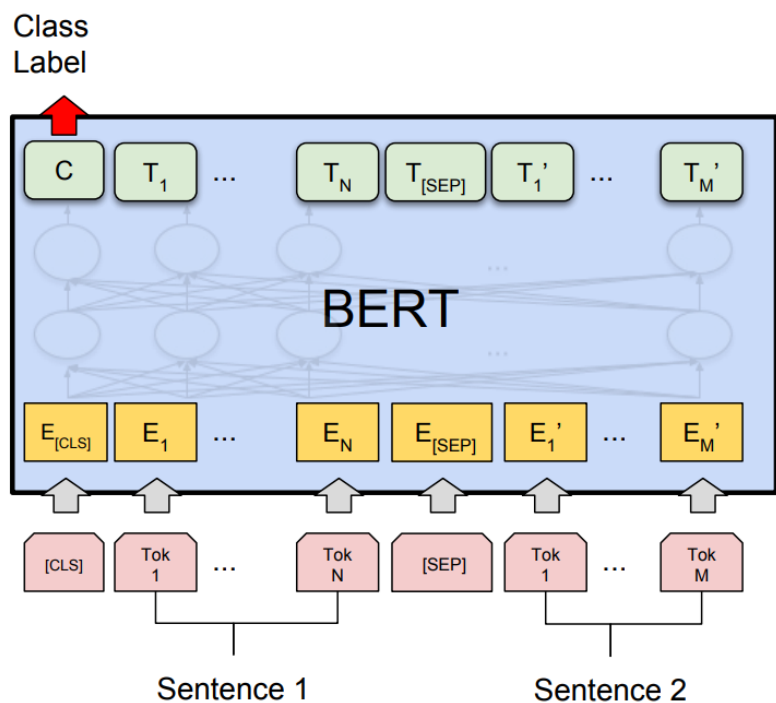 Class
Label
C T1 ... TN T[SEP] T1’ ... TM’
...
BERT
...
E[CLS] E1 ... EN E[SEP] E1’ ... EM’
[CLS] Tok 1 ... Tok N [SEP] Tok 1 ... Tok M
Sentence 1 Sentence 2